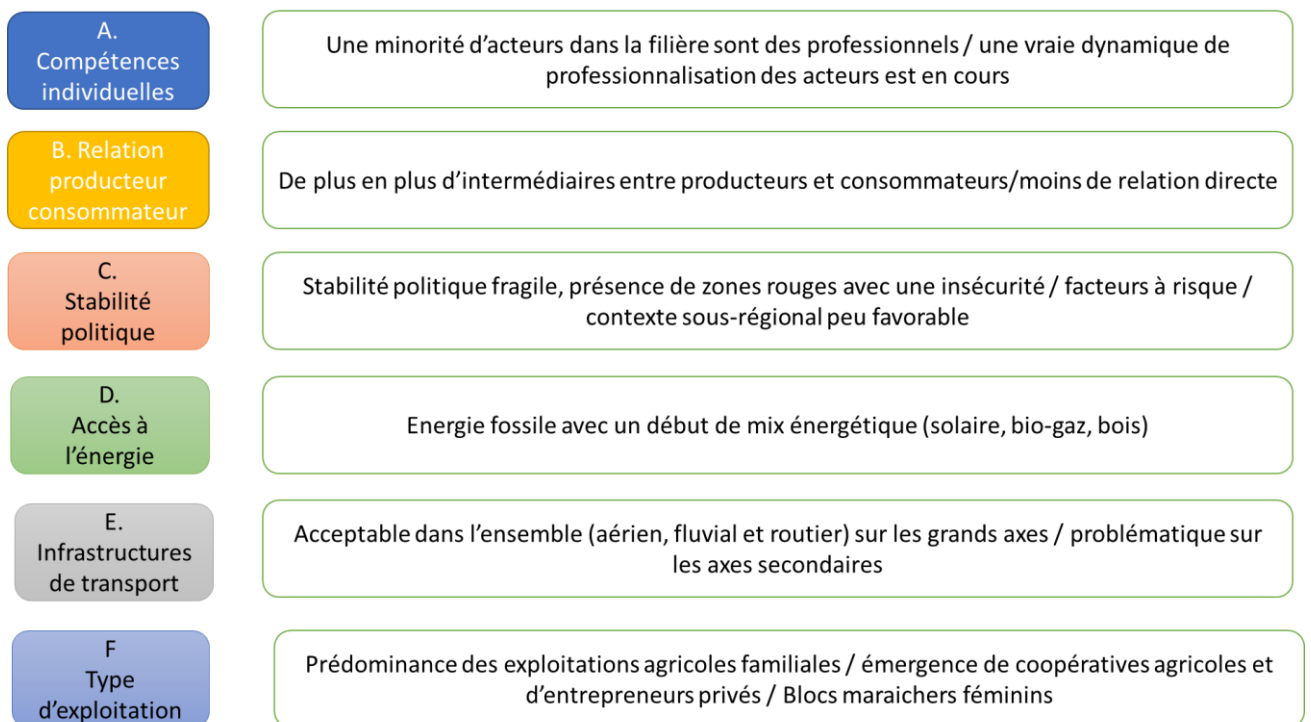 A.
Compétences
individuelles
Une minorité d’acteurs dans la filière sont des professionnels / une vraie dynamique de
professionnalisation des acteurs est en cours
B. Relation
producteur
consommateur
De plus en plus d’intermédiaires entre producteurs et consommateurs/moins de relation directe
C.
Stabilité
politique
Stabilité politique fragile, présence de zones rouges avec une insécurité / facteurs à risque /
contexte sous-régional peu favorable
D.
Accès à
l’énergie
Energie fossile avec un début de mix énergétique (solaire, bio-gaz, bois)
E.
Infrastructures
de transport
Acceptable dans l’ensemble (aérien, fluvial et routier) sur les grands axes / problématique sur
les axes secondaires
F
Type
d’exploitation
Prédominance des exploitations agricoles familiales / émergence de coopératives agricoles et
d’entrepreneurs privés / Blocs maraichers féminins